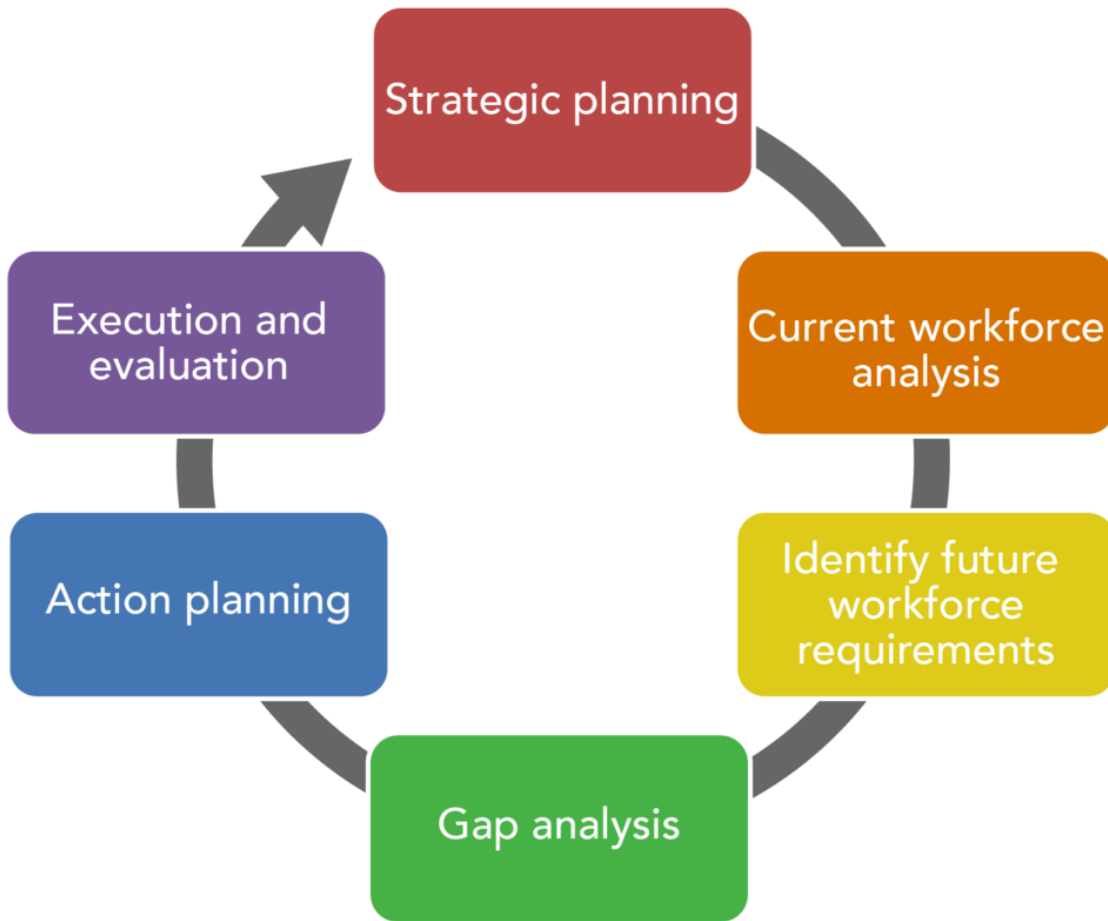 Strategic planning
Current workforce
analysis
Identify future
workforce
requirements
Gap analysis
Action planning
Execution and
evaluation